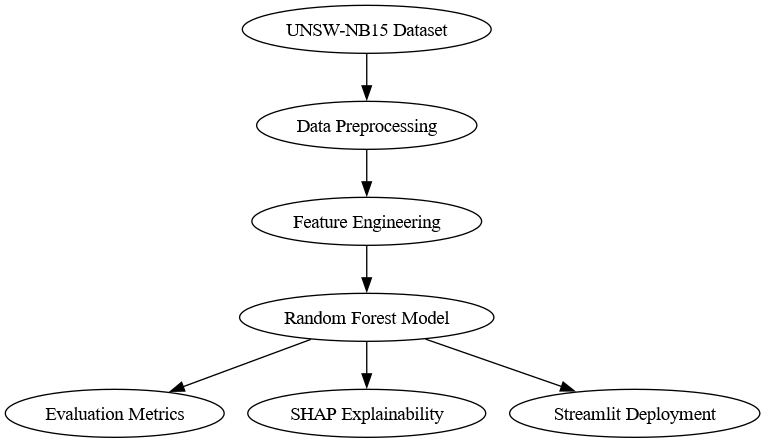 UNSW-NB15 Dataset
Data Preprocessing
Feature Engineering
Random Forest Model
Evaluation Metrics
SHAP Explainability
Streamlit Deployment